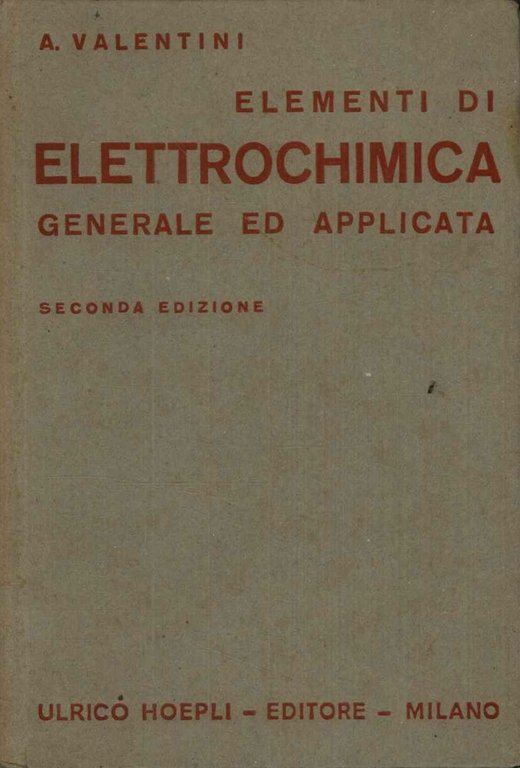 A. VALENTINI
ELEMENTI DI
ELETTROCHIMICA
GENERALE ED APPLICATA
SECONDA EDIZIONE
ULRICO HOEPLI - EDITORE - MILANO